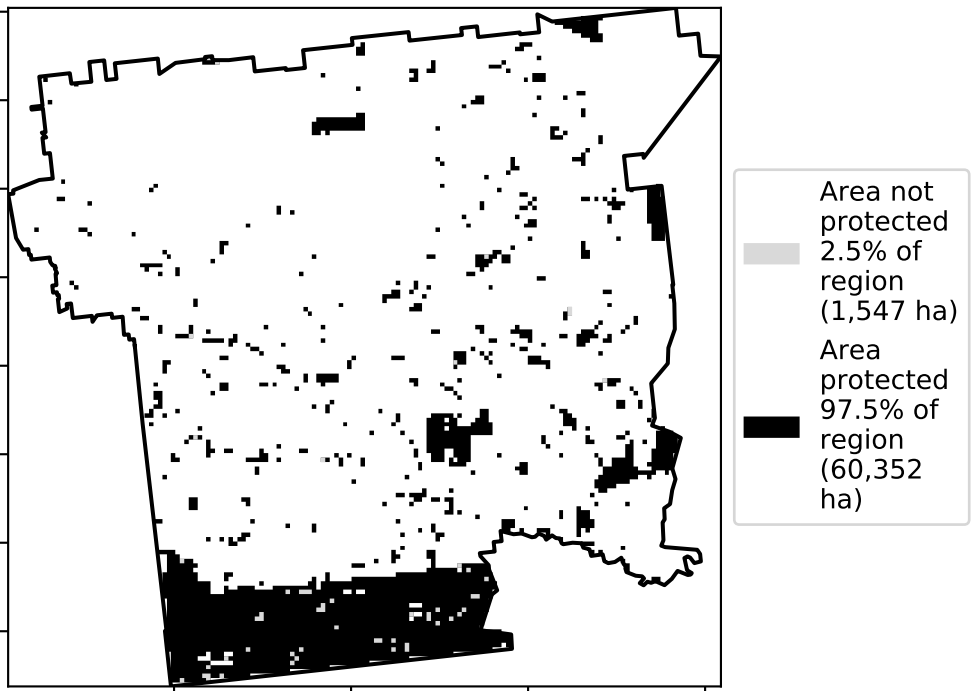 Area not
protected
2.5% of
region
(1,547 ha)
Area
protected
97.5% of
region
(60,352
ha)